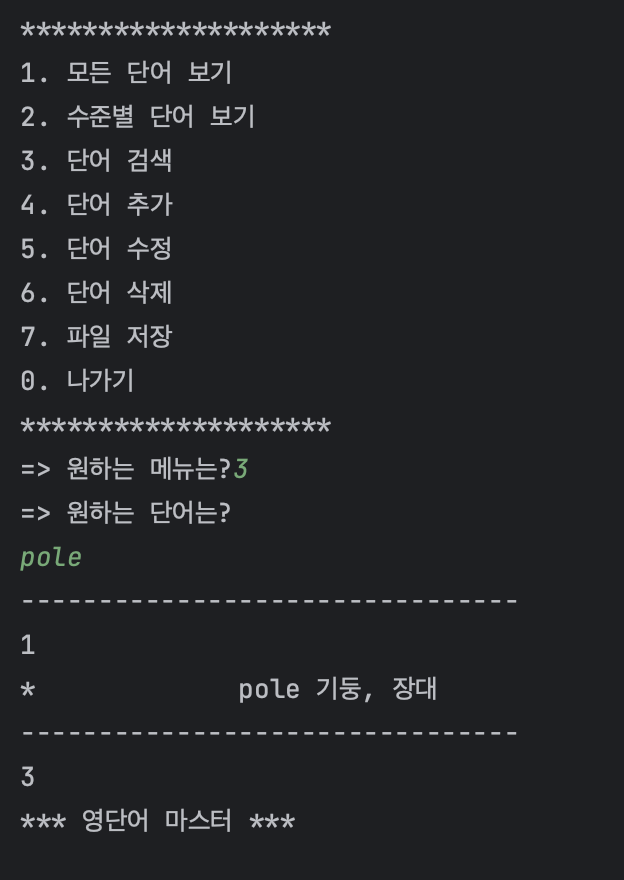 ********************
1. 모든 단어 보기
2. 수준별 단어 보기
3. 단어 검색
4. 단어 추가
5. 단어 수정
6. 단어 삭제
7. 파일 저장
0. 나가기
********************
=> 원하는 메뉴는?3
=> 원하는 단어는?
pole
--------------------------------
1
*             pole 기둥, 장대
--------------------------------
3
*** 영단어 마스터 ***